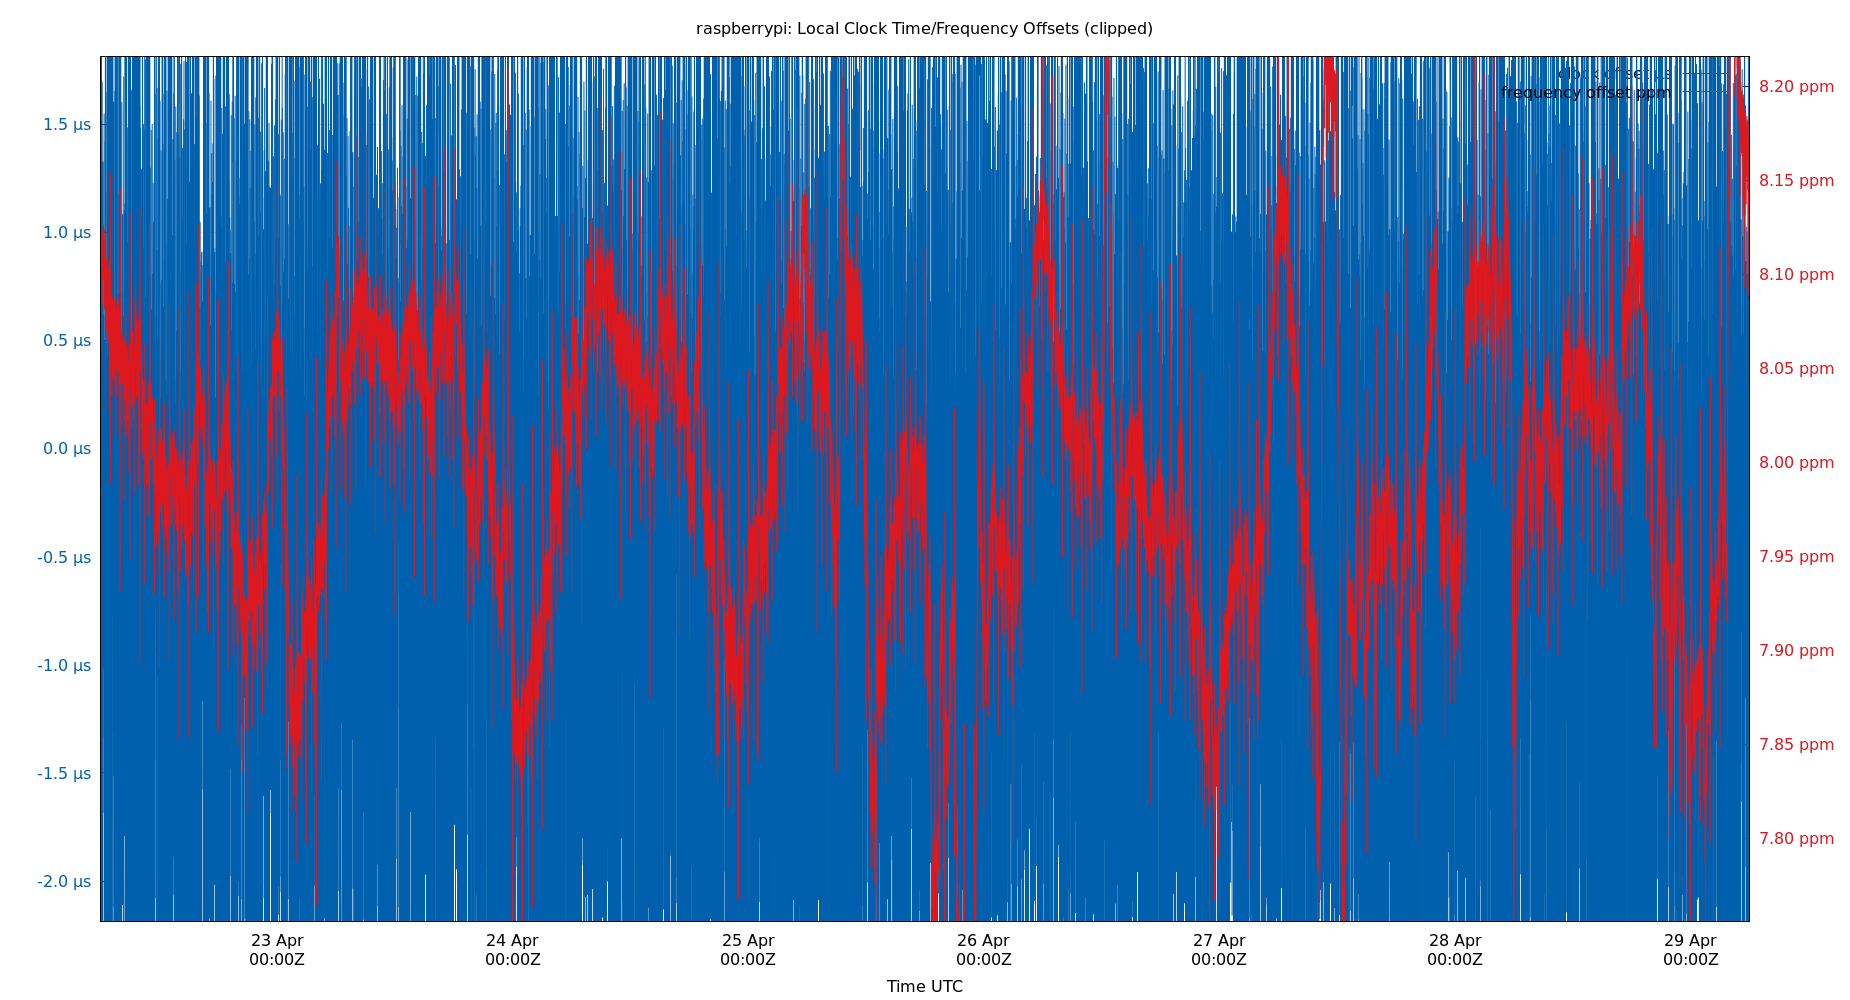 raspberrypi: Local Clock Time/Frequency Offsets (clipped)
clock offset µs
frequency offset ppm
1.5 µs
1.0 µs
0.5 µs
0.0 µs
-0.5 µs
-1.0 µs
-1.5 µs
-2.0 µs
8.20 ppm
8.15 ppm
8.10 ppm
8.05 ppm
8.00 ppm
7.95 ppm
7.90 ppm
7.85 ppm
7.80 ppm
23 Apr
00:00Z
24 Apr
00:00Z
25 Apr
00:00Z
26 Apr
00:00Z
27 Apr
00:00Z
28 Apr
00:00Z
29 Apr
00:00Z
Time UTC